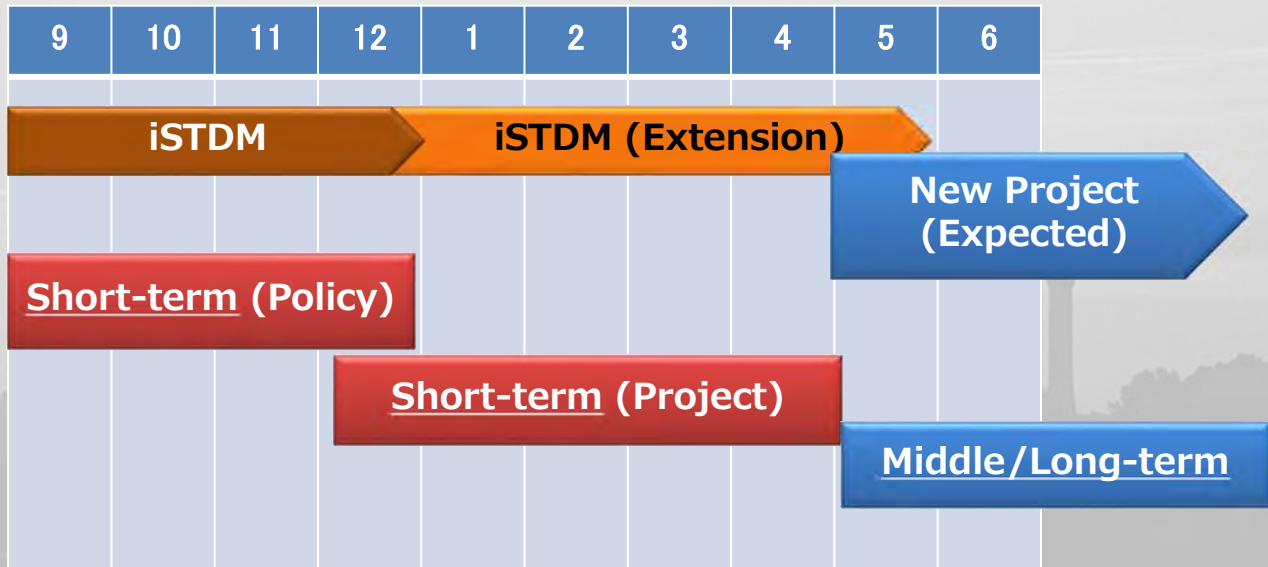 9 10 11 12 1 2 3 4 5 6
iSTDM
iSTDM (Extension)
New Project
(Expected)
Short-term (Policy)
Short-term (Project)
Middle/Long-term